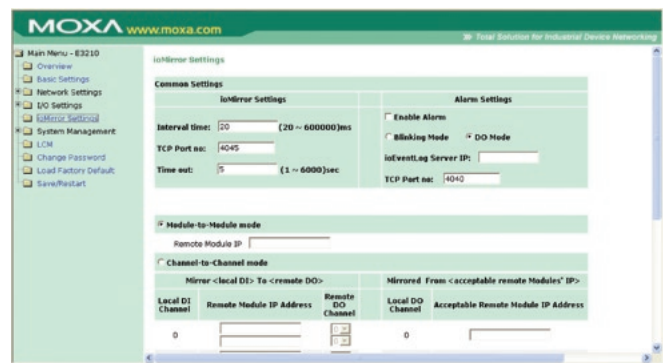 MOXA www.moxa.com
Total Solution for Industrial Device Networking
Main Menu - E3210
Overview
Basic Settings
Network Settings
I/O Settings
ioMirror Settings
System Management
LCM
Change Password
Load Factory Default
Save/Restart
ioMirror Settings
Common Settings
ioMirror Settings
Interval time: 20 (20 ~ 600000)ms
TCP Port no: 4045
Time out: 5 (1 ~ 6000)sec
Alarm Settings
Enable Alarm
Blinking Mode DO Mode
ioEventLog Server IP:
TCP Port no: 4040
Module-to-Module mode
Remote Module IP
Channel-to-Channel mode
Mirror <local DI> To <remote DO>
Mirrored From <acceptable remote Modules' IP>
Local DI Channel
Remote Module IP Address
Remote DO Channel
Local DO Channel
Acceptable Remote Module IP Address
0
0
0
0